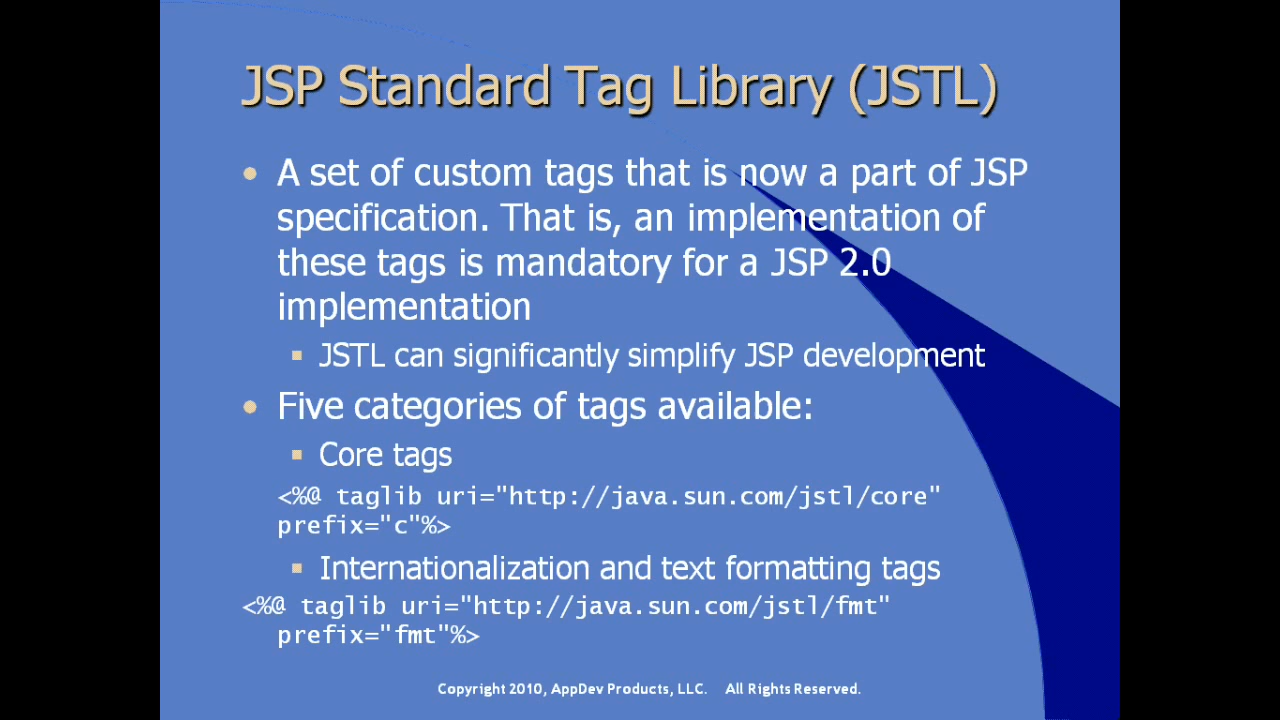 JSP Standard Tag Library (JSTL)
• A set of custom tags that is now a part of JSP
specification. That is, an implementation of
these tags is mandatory for a JSP 2.0
implementation
▪ JSTL can significantly simplify JSP development
• Five categories of tags available:
▪ Core tags
<%@ taglib uri="http://java.sun.com/jstl/core"
prefix="c"%>
▪ Internationalization and text formatting tags
<%@ taglib uri="http://java.sun.com/jstl/fmt"
prefix="fmt"%>
Copyright 2010, AppDev Products, LLC. All Rights Reserved.